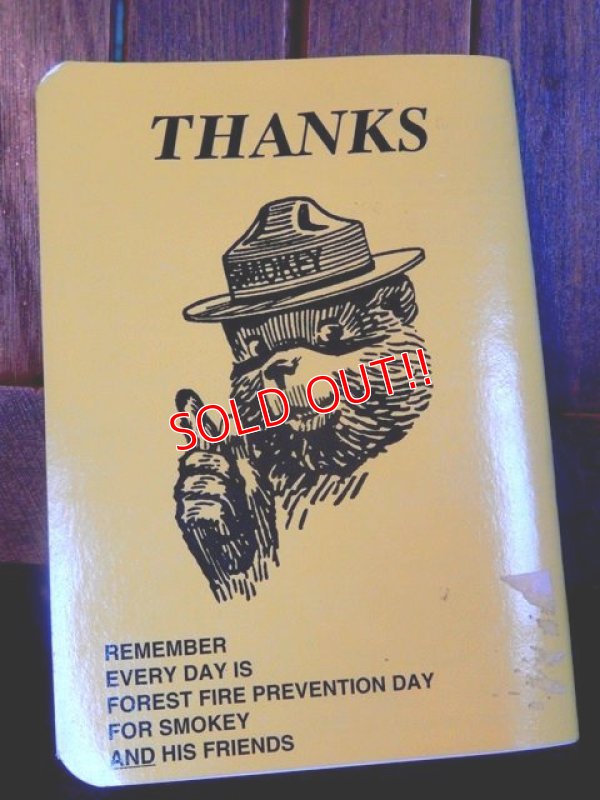 THANKS
SMOKEY
SOLD OUT!!
REMEMBER
EVERY DAY IS
FOREST FIRE PREVENTION DAY
FOR SMOKEY
AND HIS FRIENDS